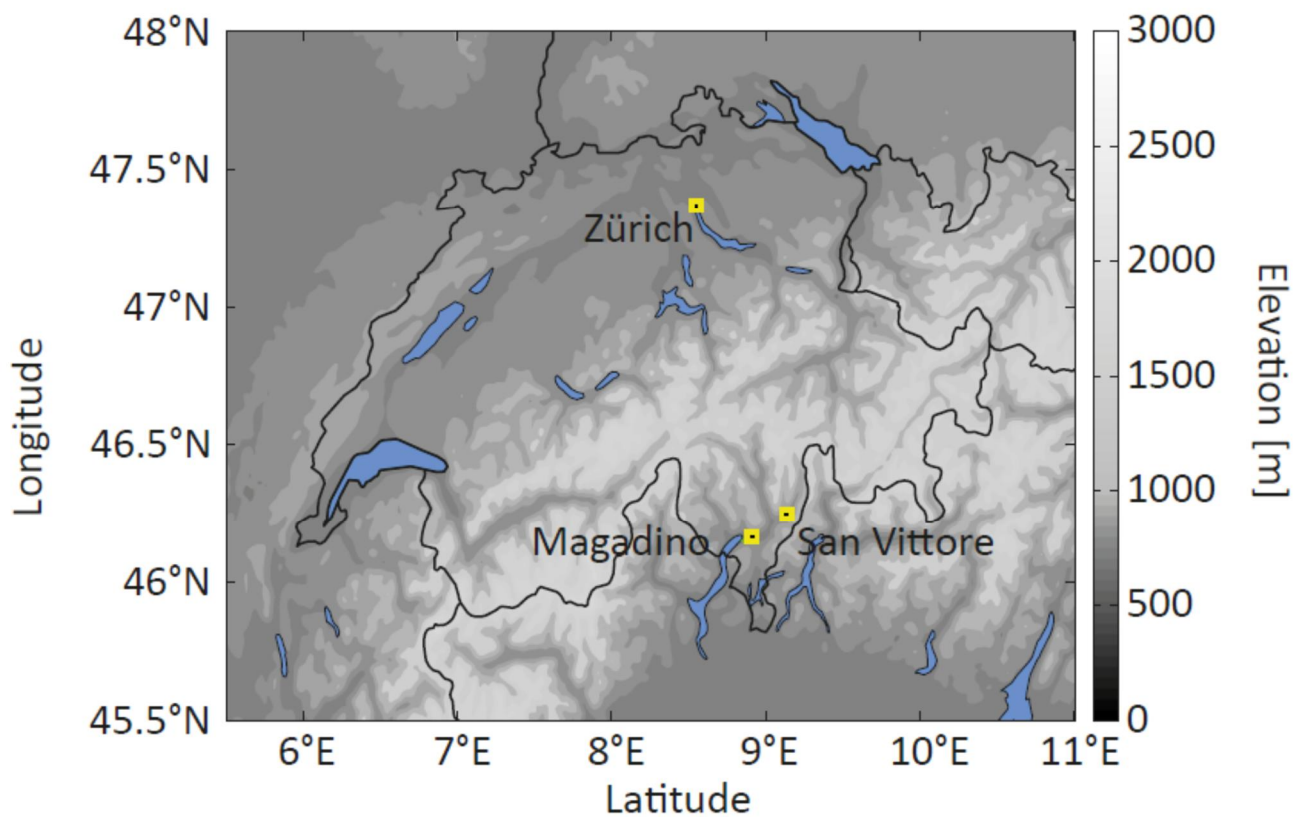 48°N
47.5°N
47°N
46.5°N
46°N
45.5°N
Longitude
Zürich
Magadino
San Vittore
6°E
7°E
8°E
9°E
10°E
11°E
Latitude
3000
2500
2000
1500
1000
500
0
Elevation [m]